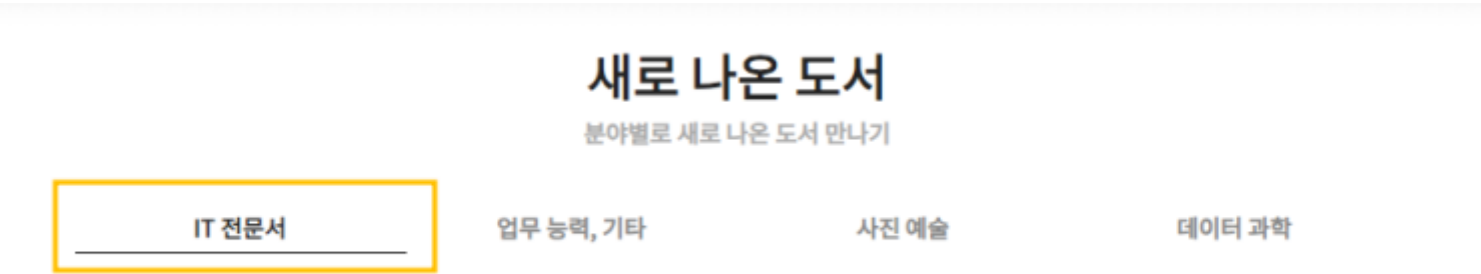 새로 나온 도서
분야별로 새로 나온 도서 만나기
IT 전문서 업무 능력, 기타 사진 예술 데이터 과학